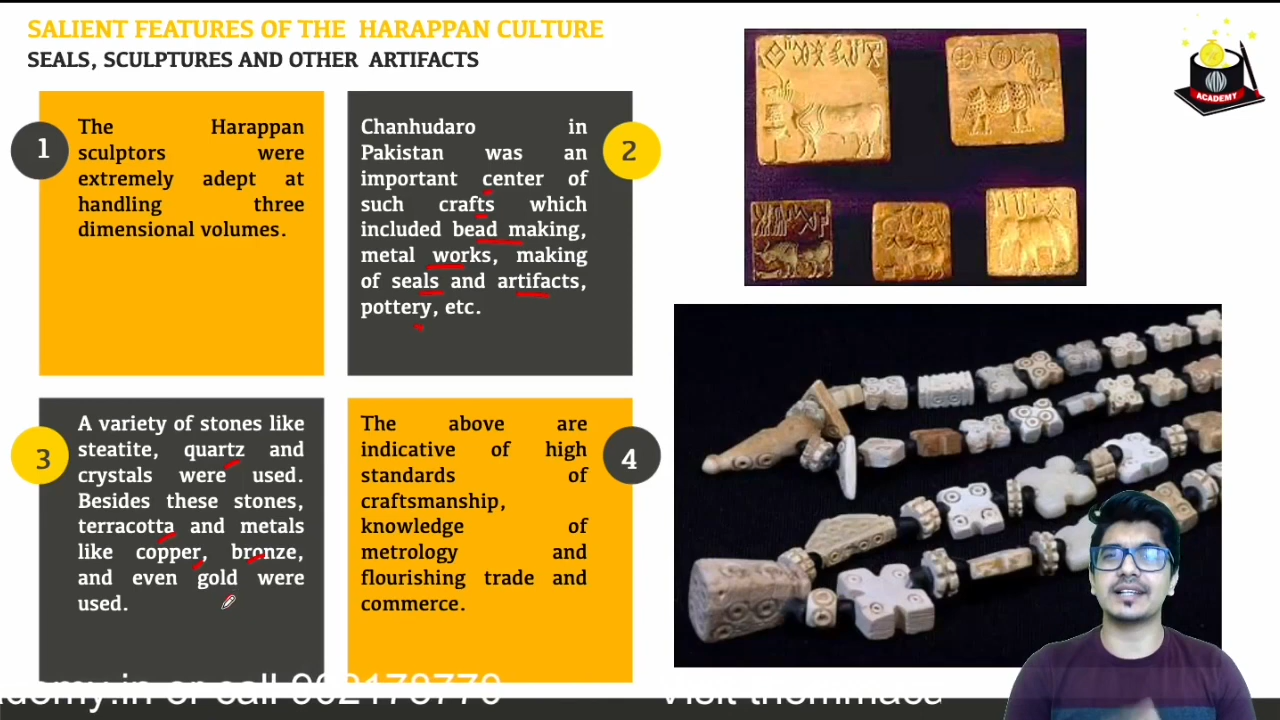 SALIENT FEATURES OF THE HARAPPAN CULTURE
SEALS, SCULPTURES AND OTHER ARTIFACTS
1
The Harappan
sculptors were
extremely adept at
handling three
dimensional volumes.
2
Chanhudaro in
Pakistan was an
important center of
such crafts which
included bead making,
metal works, making
of seals and artifacts,
pottery, etc.
3
A variety of stones like
steatite, quartz and
crystals were used.
Besides these stones,
terracotta and metals
like copper, bronze,
and even gold were
used.
4
The above are
indicative of high
standards of
craftsmanship,
knowledge of
metrology and
flourishing trade and
commerce.
ACADEMY
or call